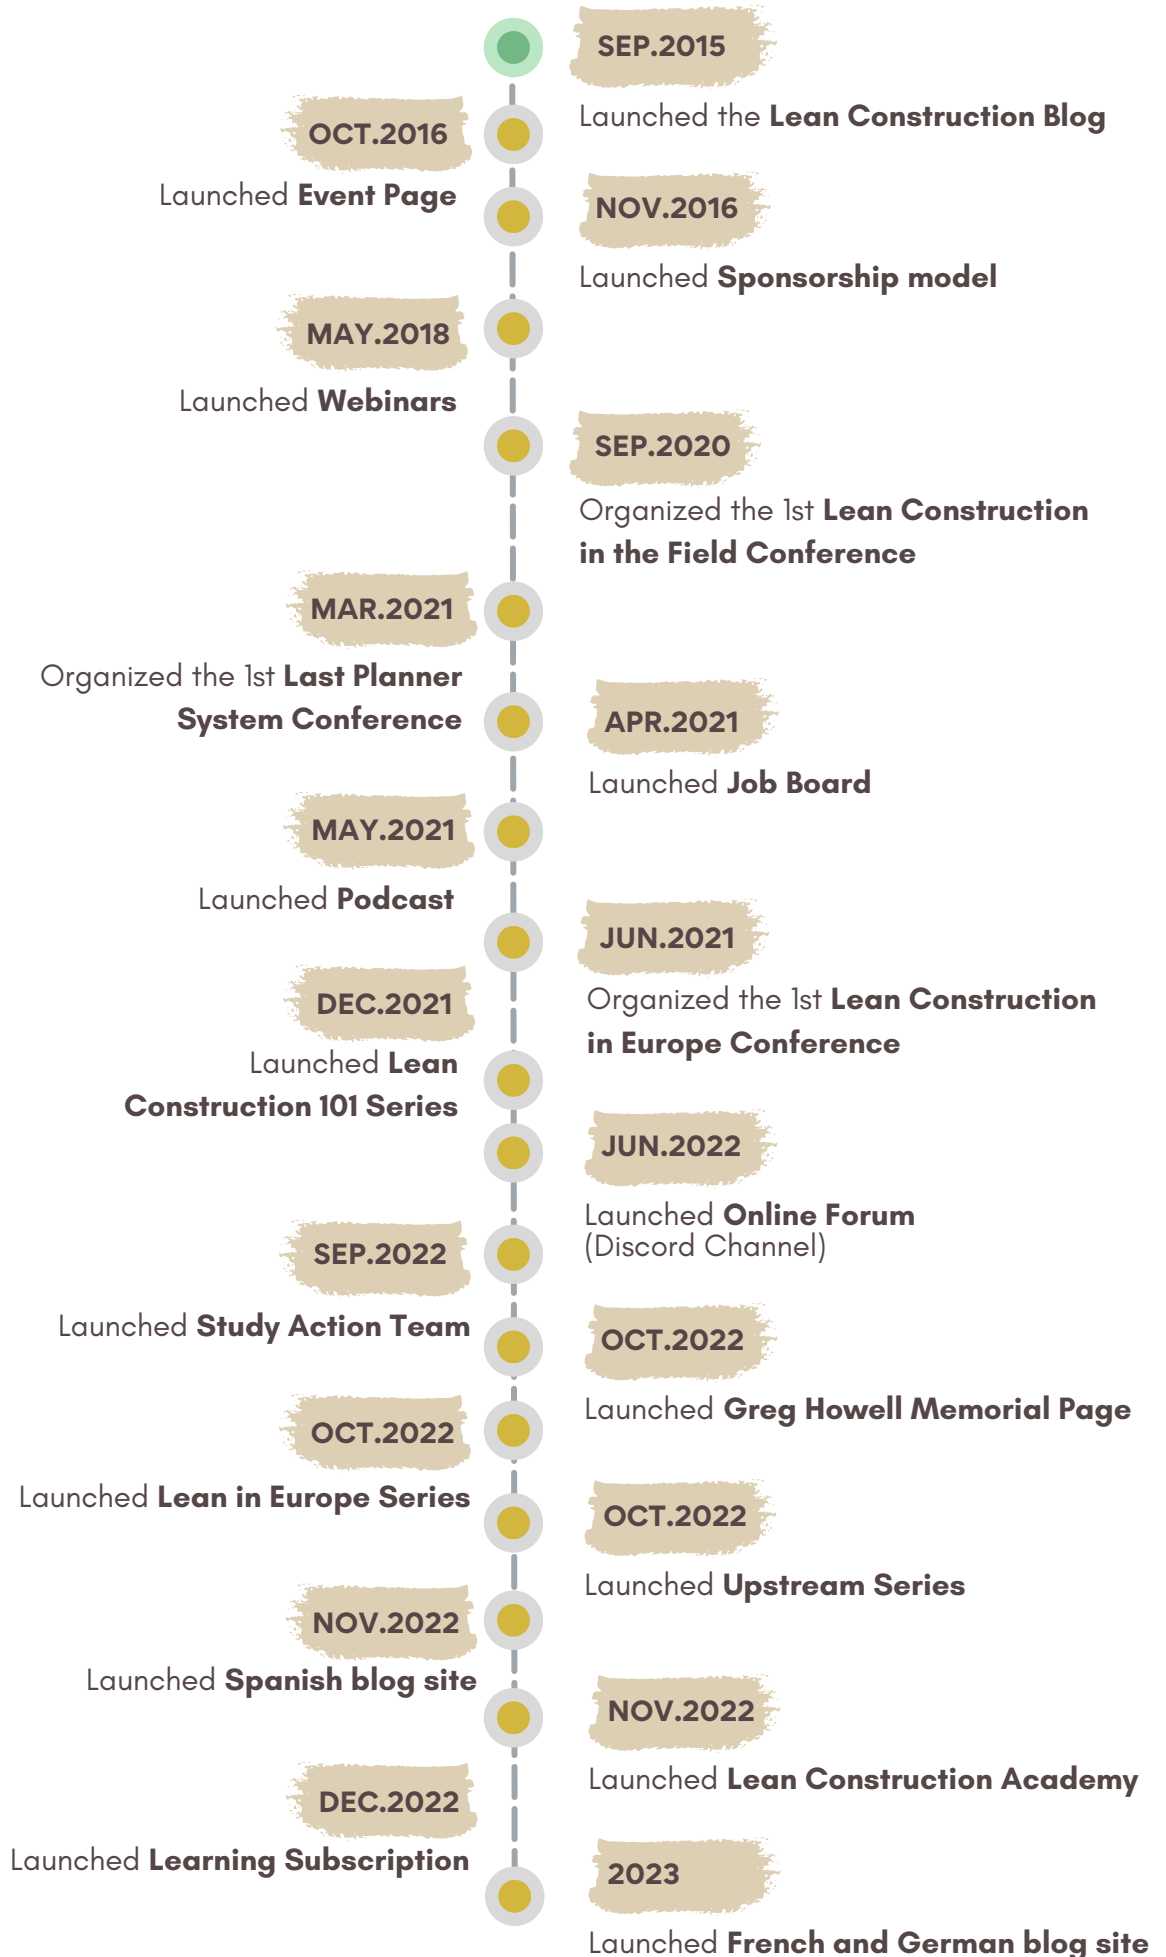 SEP.2015
Launched the Lean Construction Blog
OCT.2016
Launched Event Page
NOV.2016
Launched Sponsorship model
MAY.2018
Launched Webinars
SEP.2020
Organized the 1st Lean Construction
in the Field Conference
MAR.2021
Organized the 1st Last Planner
System Conference
APR.2021
Launched Job Board
MAY.2021
Launched Podcast
JUN.2021
Organized the 1st Lean Construction
in Europe Conference
DEC.2021
Launched Lean
Construction 101 Series
JUN.2022
Launched Online Forum
(Discord Channel)
SEP.2022
Launched Study Action Team
OCT.2022
Launched Greg Howell Memorial Page
OCT.2022
Launched Lean in Europe Series
OCT.2022
Launched Upstream Series
NOV.2022
Launched Spanish blog site
NOV.2022
Launched Lean Construction Academy
DEC.2022
Launched Learning Subscription
2023
Launched French and German blog site